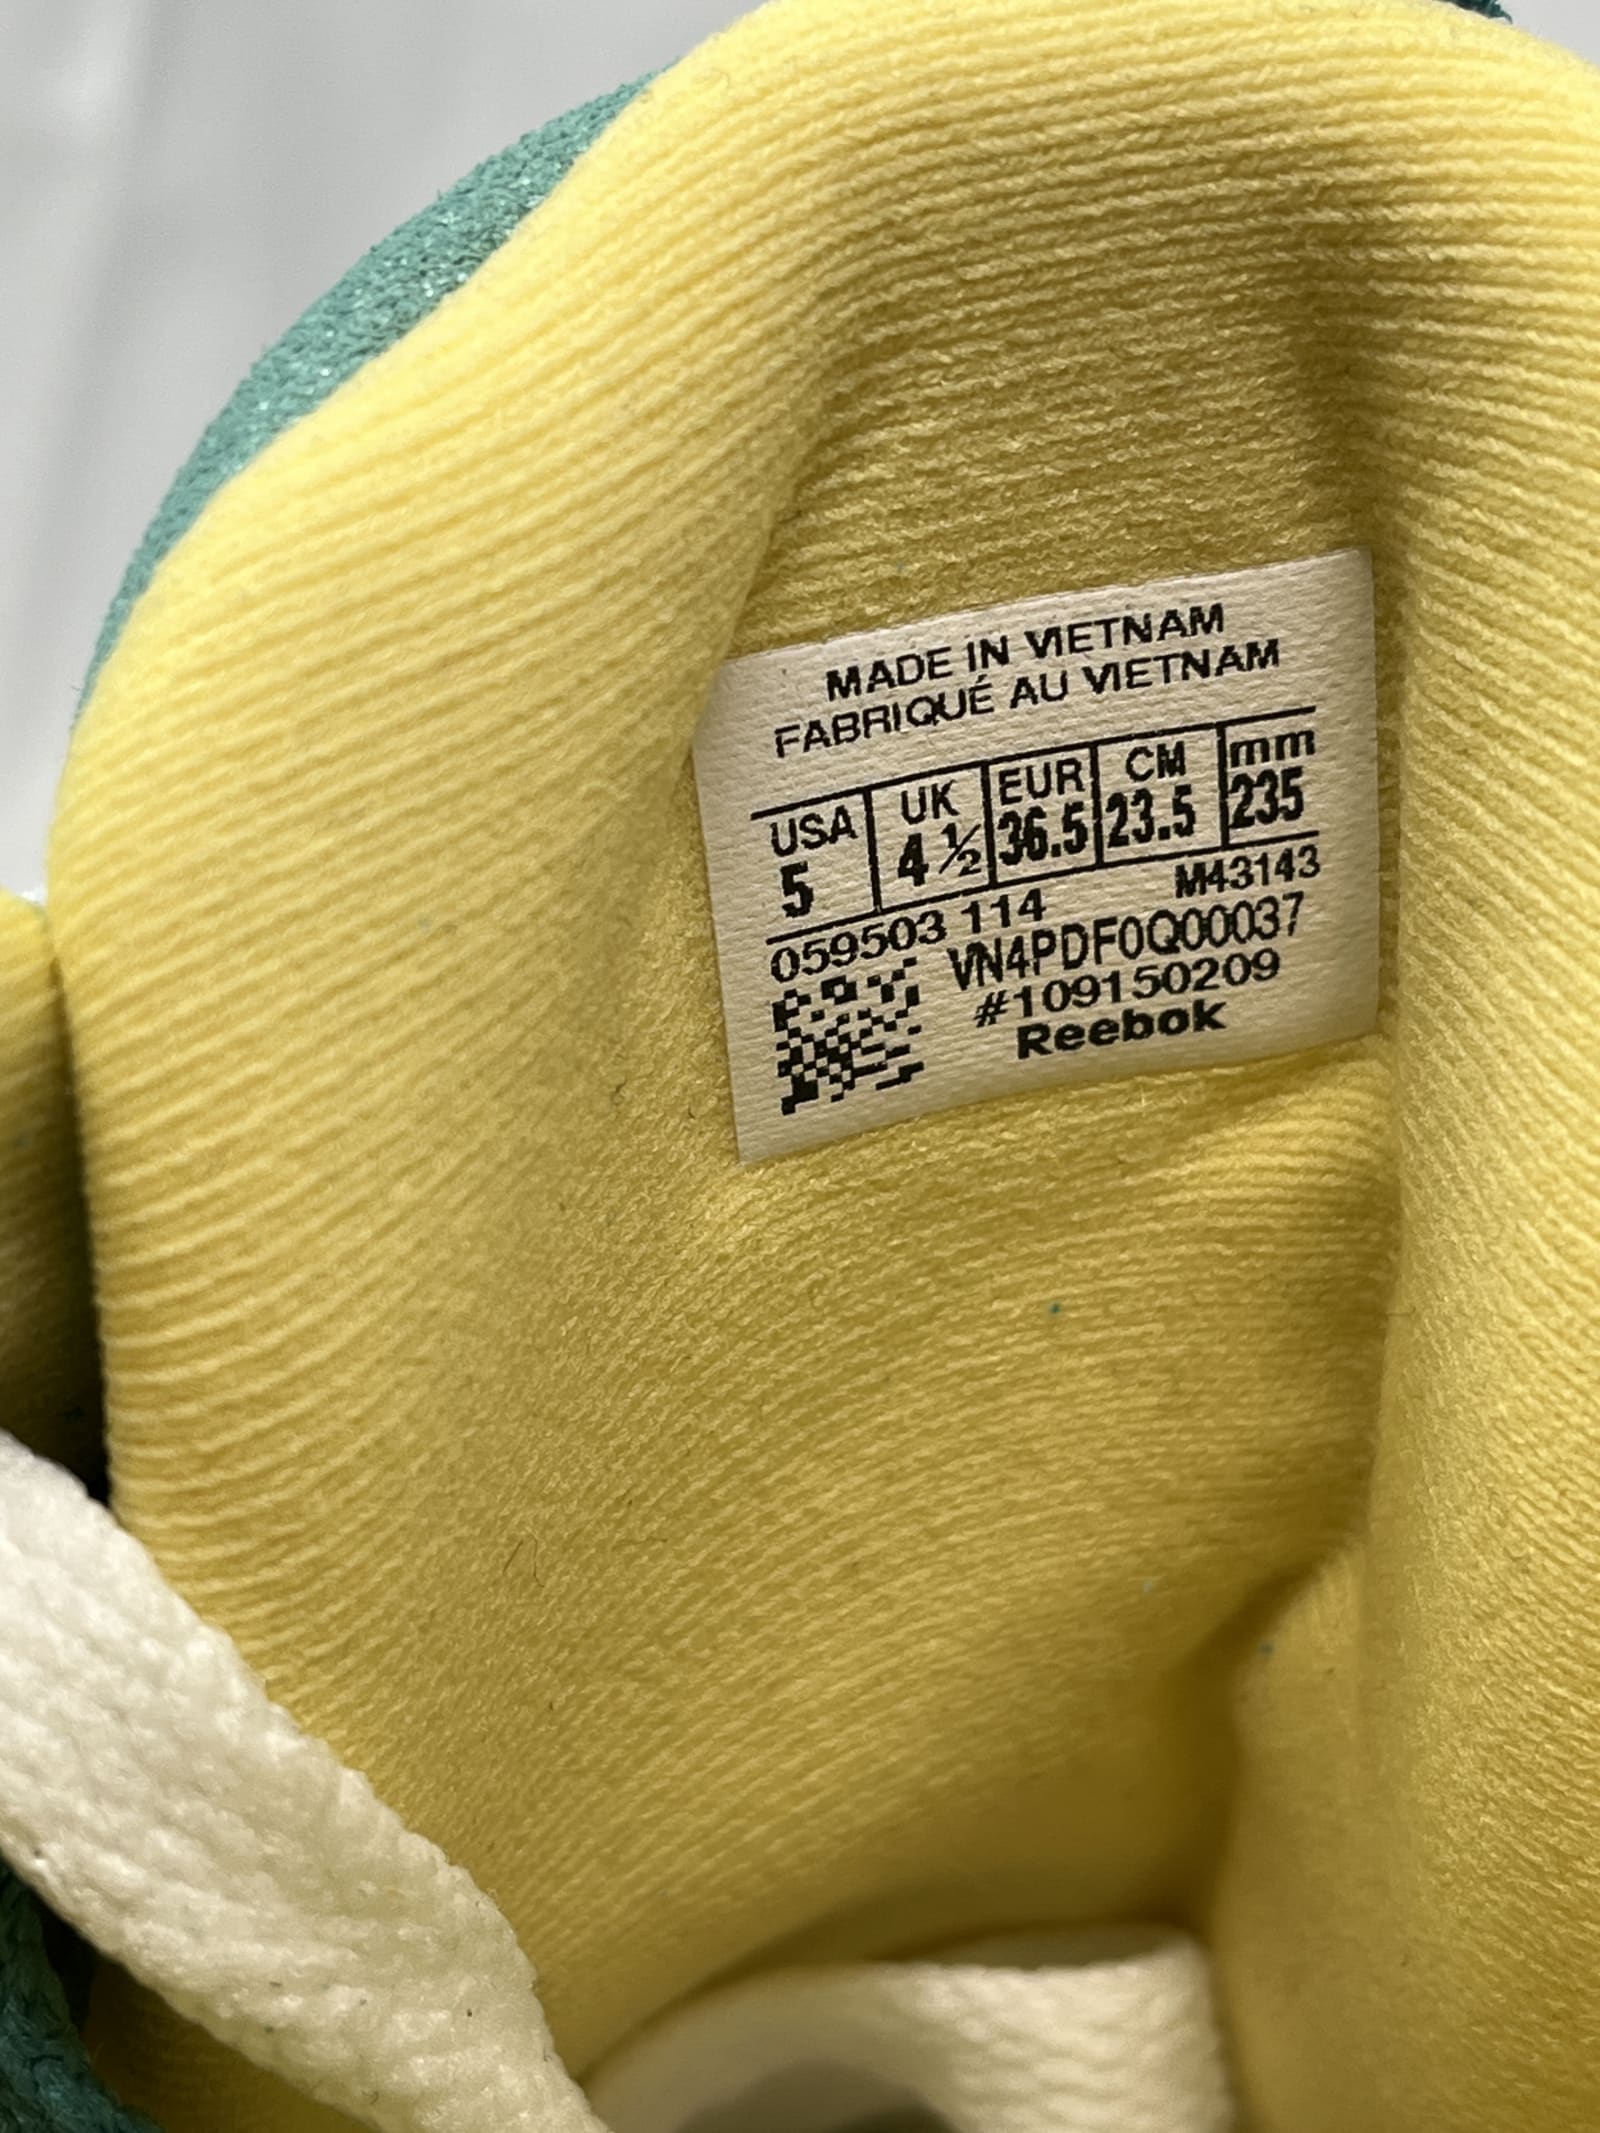 MADE IN VIETNAM
FABRIQUÉ AU VIETNAM
USA UK EUR CM mm
5 4 ½ 36.5 23.5 235
059503 114 M43143
VN4PDF0Q00037
#109150209
Reebok